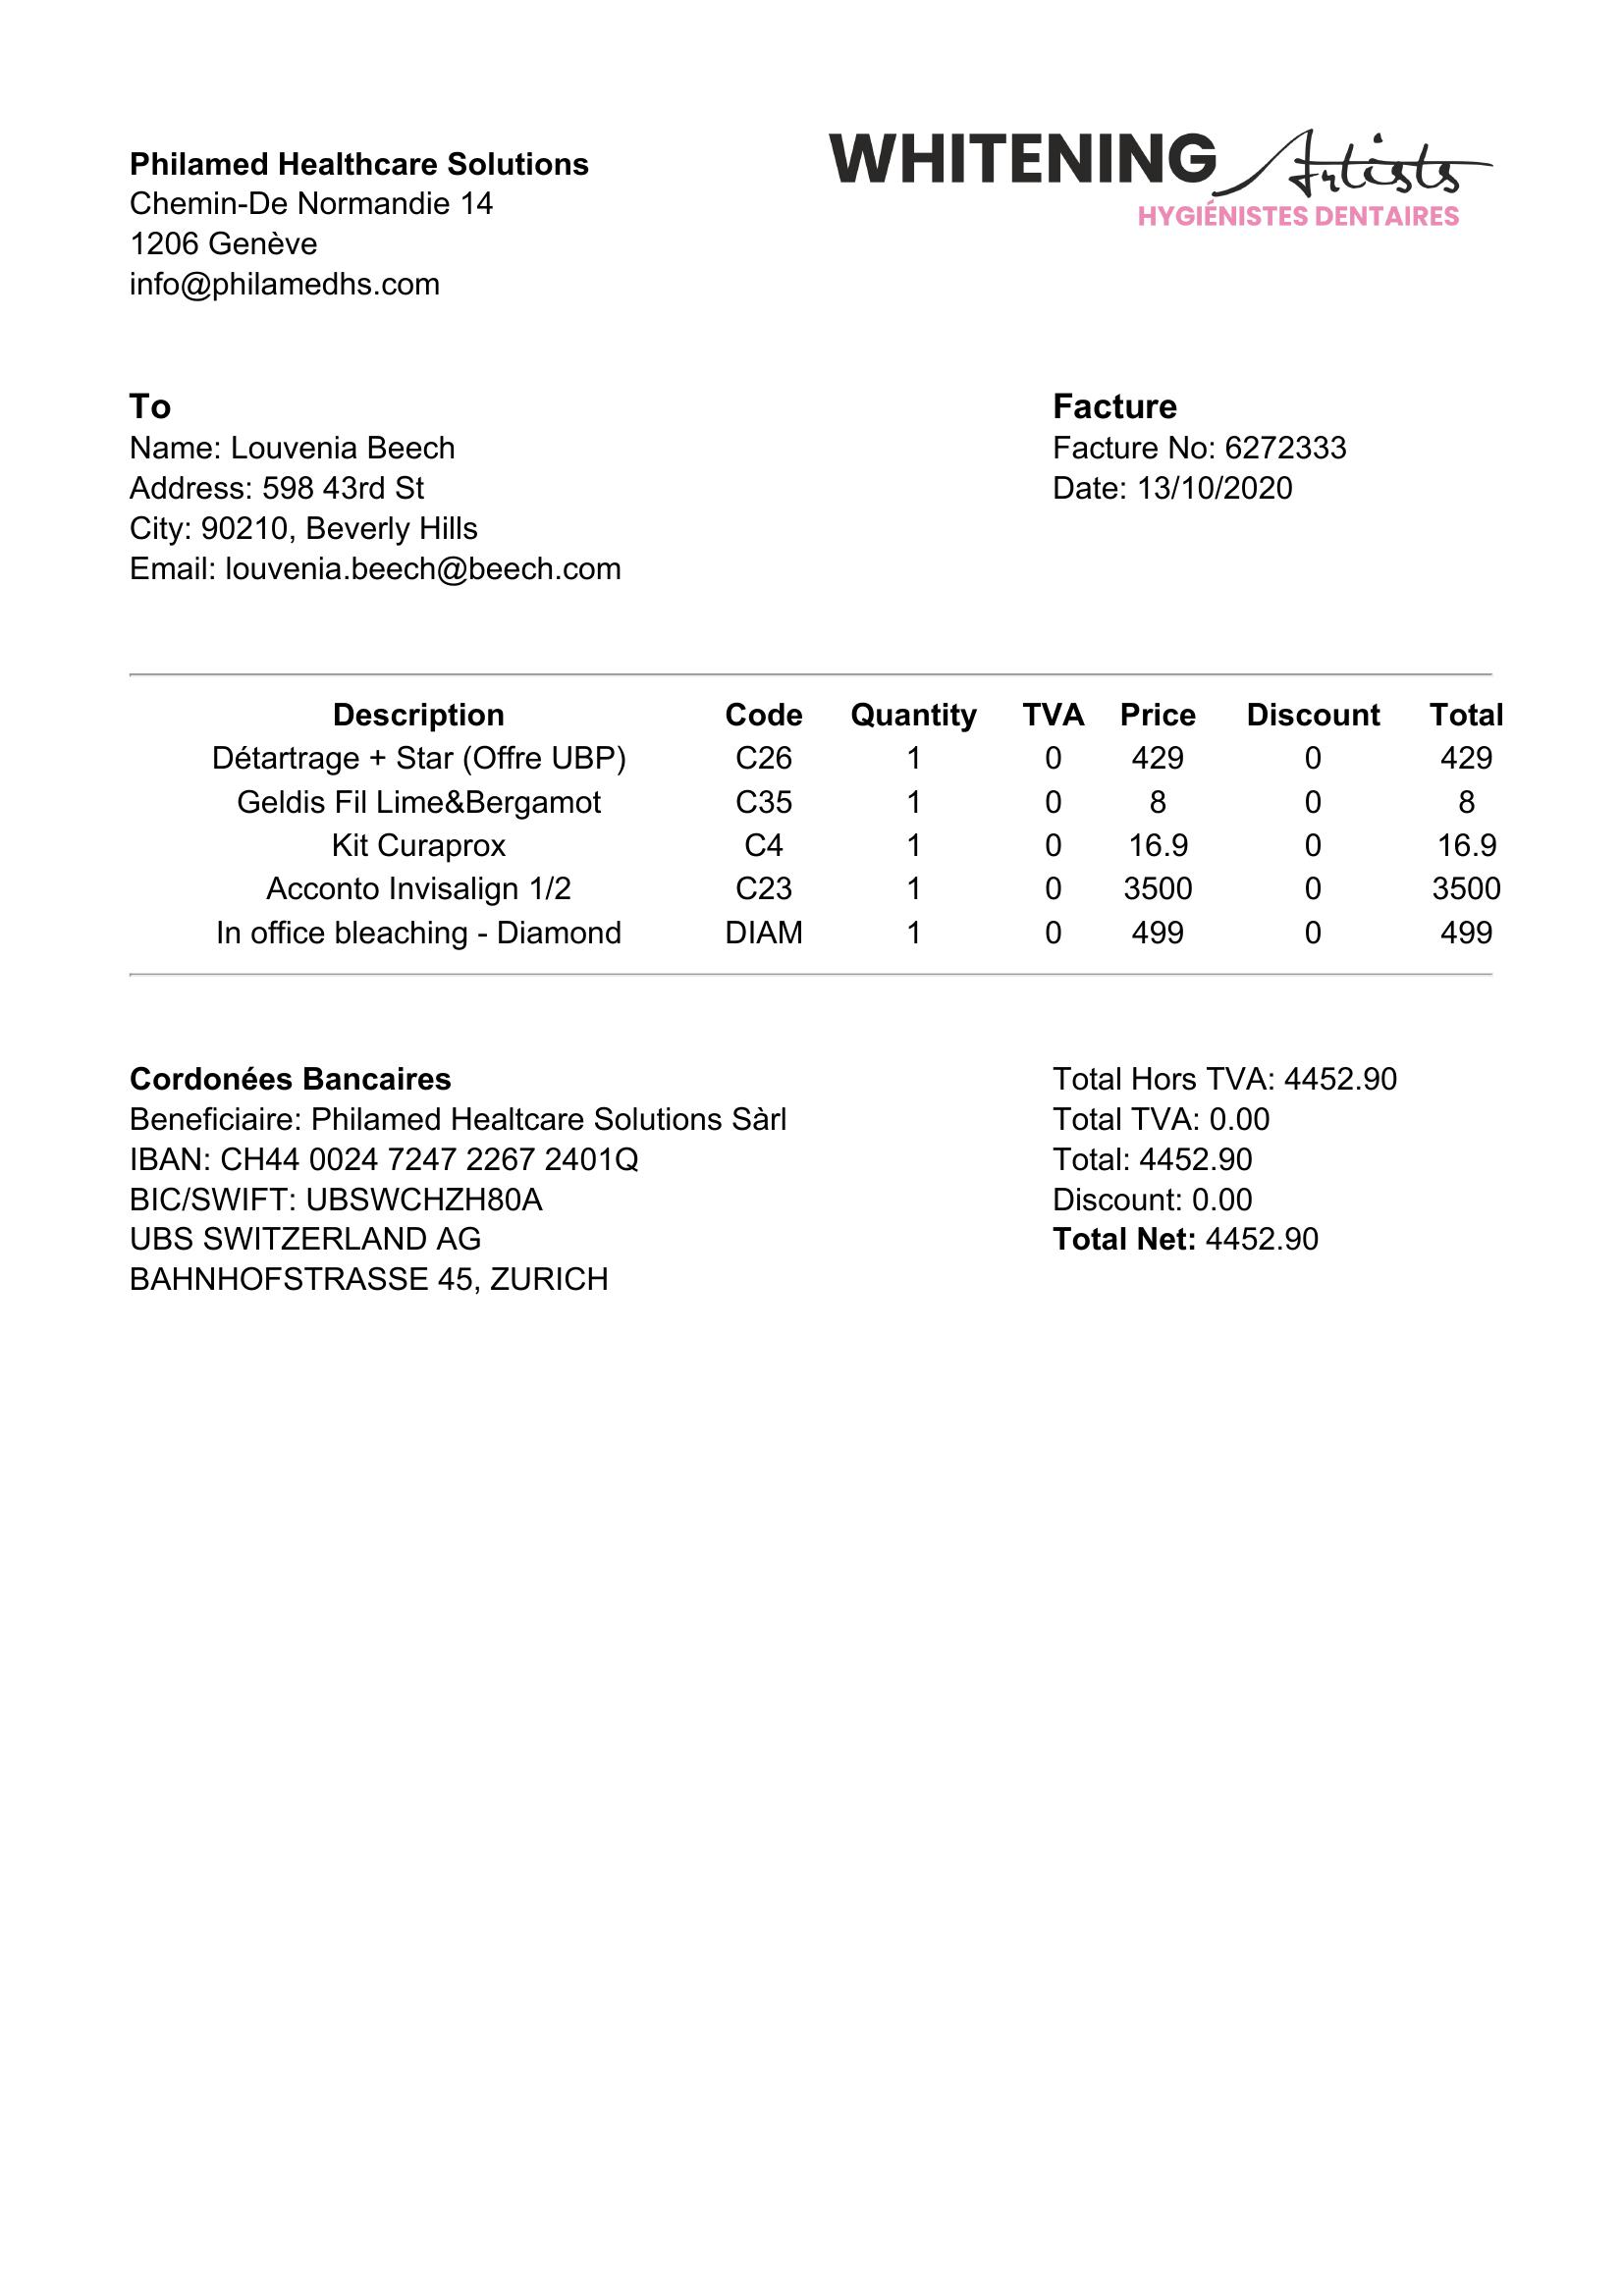 Philamed Healthcare Solutions
Chemin-De Normandie 14
1206 Genève
info@philamedhs.com
WHITENING Artists
HYGIÉNISTES DENTAIRES
To
Name: Louvenia Beech
Address: 598 43rd St
City: 90210, Beverly Hills
Email: louvenia.beech@beech.com
Facture
Facture No: 6272333
Date: 13/10/2020
Description Code Quantity TVA Price Discount Total
Détartrage + Star (Offre UBP) C26 1 0 429 0 429
Geldis Fil Lime&Bergamot C35 1 0 8 0 8
Kit Curaprox C4 1 0 16.9 0 16.9
Acconto Invisalign 1/2 C23 1 0 3500 0 3500
In office bleaching - Diamond DIAM 1 0 499 0 499
Cordonées Bancaires
Beneficiaire: Philamed Healtcare Solutions Sàrl
IBAN: CH44 0024 7247 2267 2401Q
BIC/SWIFT: UBSWCHZH80A
UBS SWITZERLAND AG
BAHNHOFSTRASSE 45, ZURICH
Total Hors TVA: 4452.90
Total TVA: 0.00
Total: 4452.90
Discount: 0.00
Total Net: 4452.90